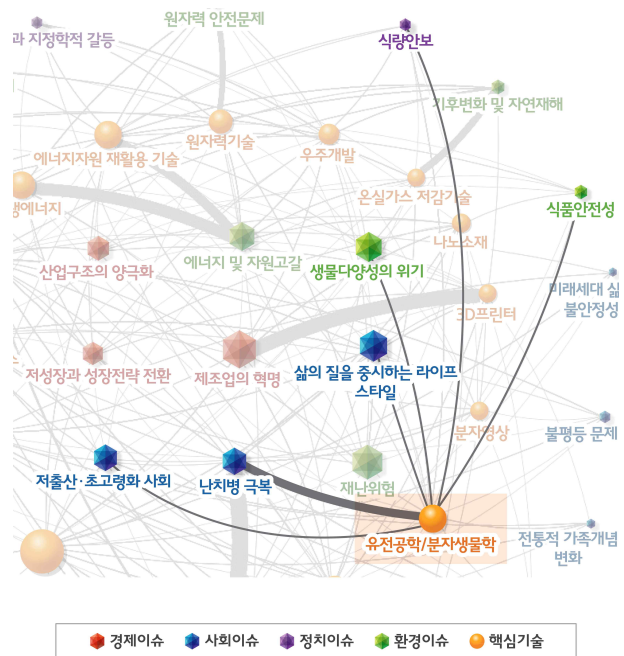 원자력 안전문제
과 지정학적 갈등
식량안보
기후변화 및 자연재해
원자력기술
에너지자원 재활용 기술
우주개발
온실가스 저감기술
생에너지
식품안전성
나노소재
산업구조의 양극화
에너지 및 자원고갈
생물다양성의 위기
미래세대 삶
불안정성
3D프린터
저성장과 성장전략 전환
제조업의 혁명
삶의 질을 중시하는 라이프
스타일
분자영상
불평등 문제
저출산·초고령화 사회
난치병 극복
재난위험
유전공학/분자생물학
전통적 가족개념
변화
경제이슈 사회이슈 정치이슈 환경이슈 핵심기술